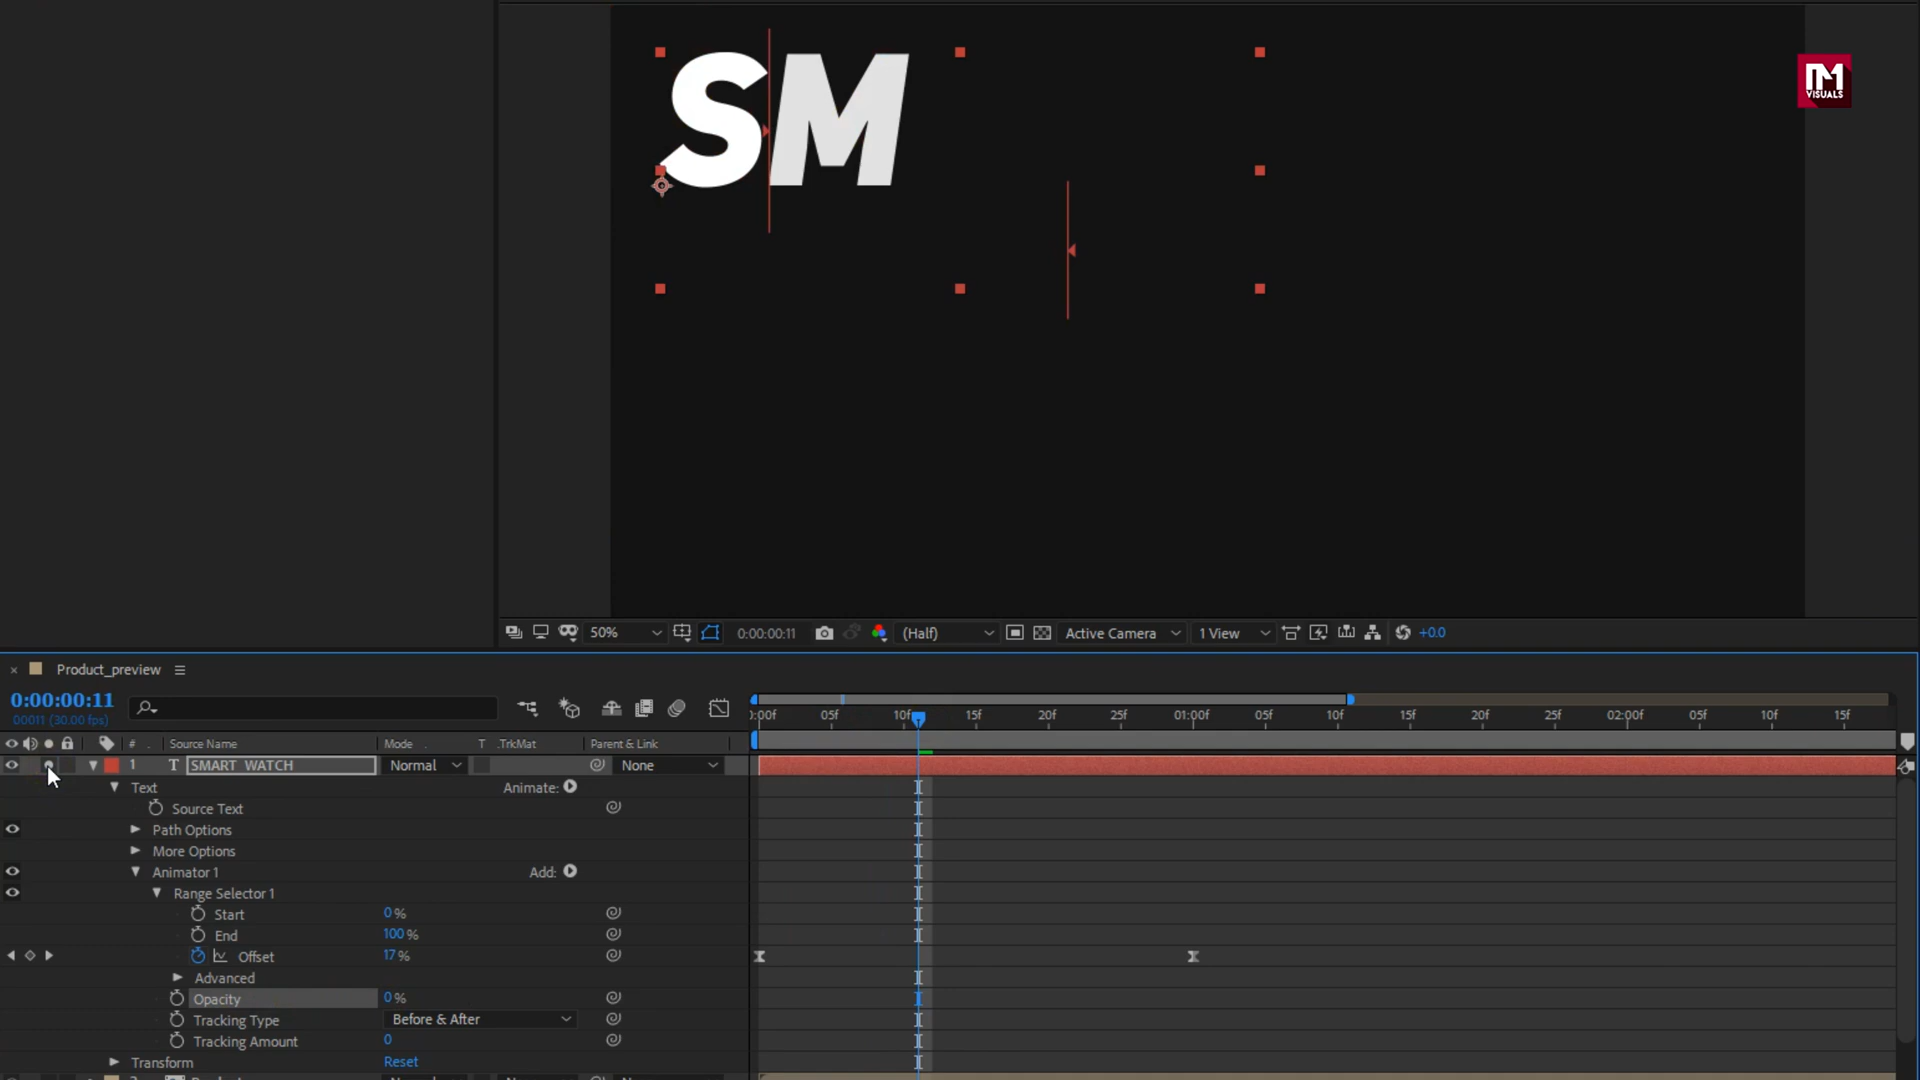 SM
M
VISUALS
50%
0:00:00:11
(Half)
Active Camera
1 View
+0.0
Product_preview
0:00:00:11
00011 (30.00 fps)
):00f 05f 10f 15f 20f 25f 01:00f 05f 10f 15f 20f 25f 02:00f 05f 10f 15f
# . Source Name Mode . T .TrkMat Parent & Link
1 T SMART WATCH Normal None
Text Animate:
Source Text
Path Options
More Options
Animator 1 Add:
Range Selector 1
Start 0%
End 100%
Offset 17%
Advanced
Opacity 0%
Tracking Type Before & After
Tracking Amount 0
Transform Reset